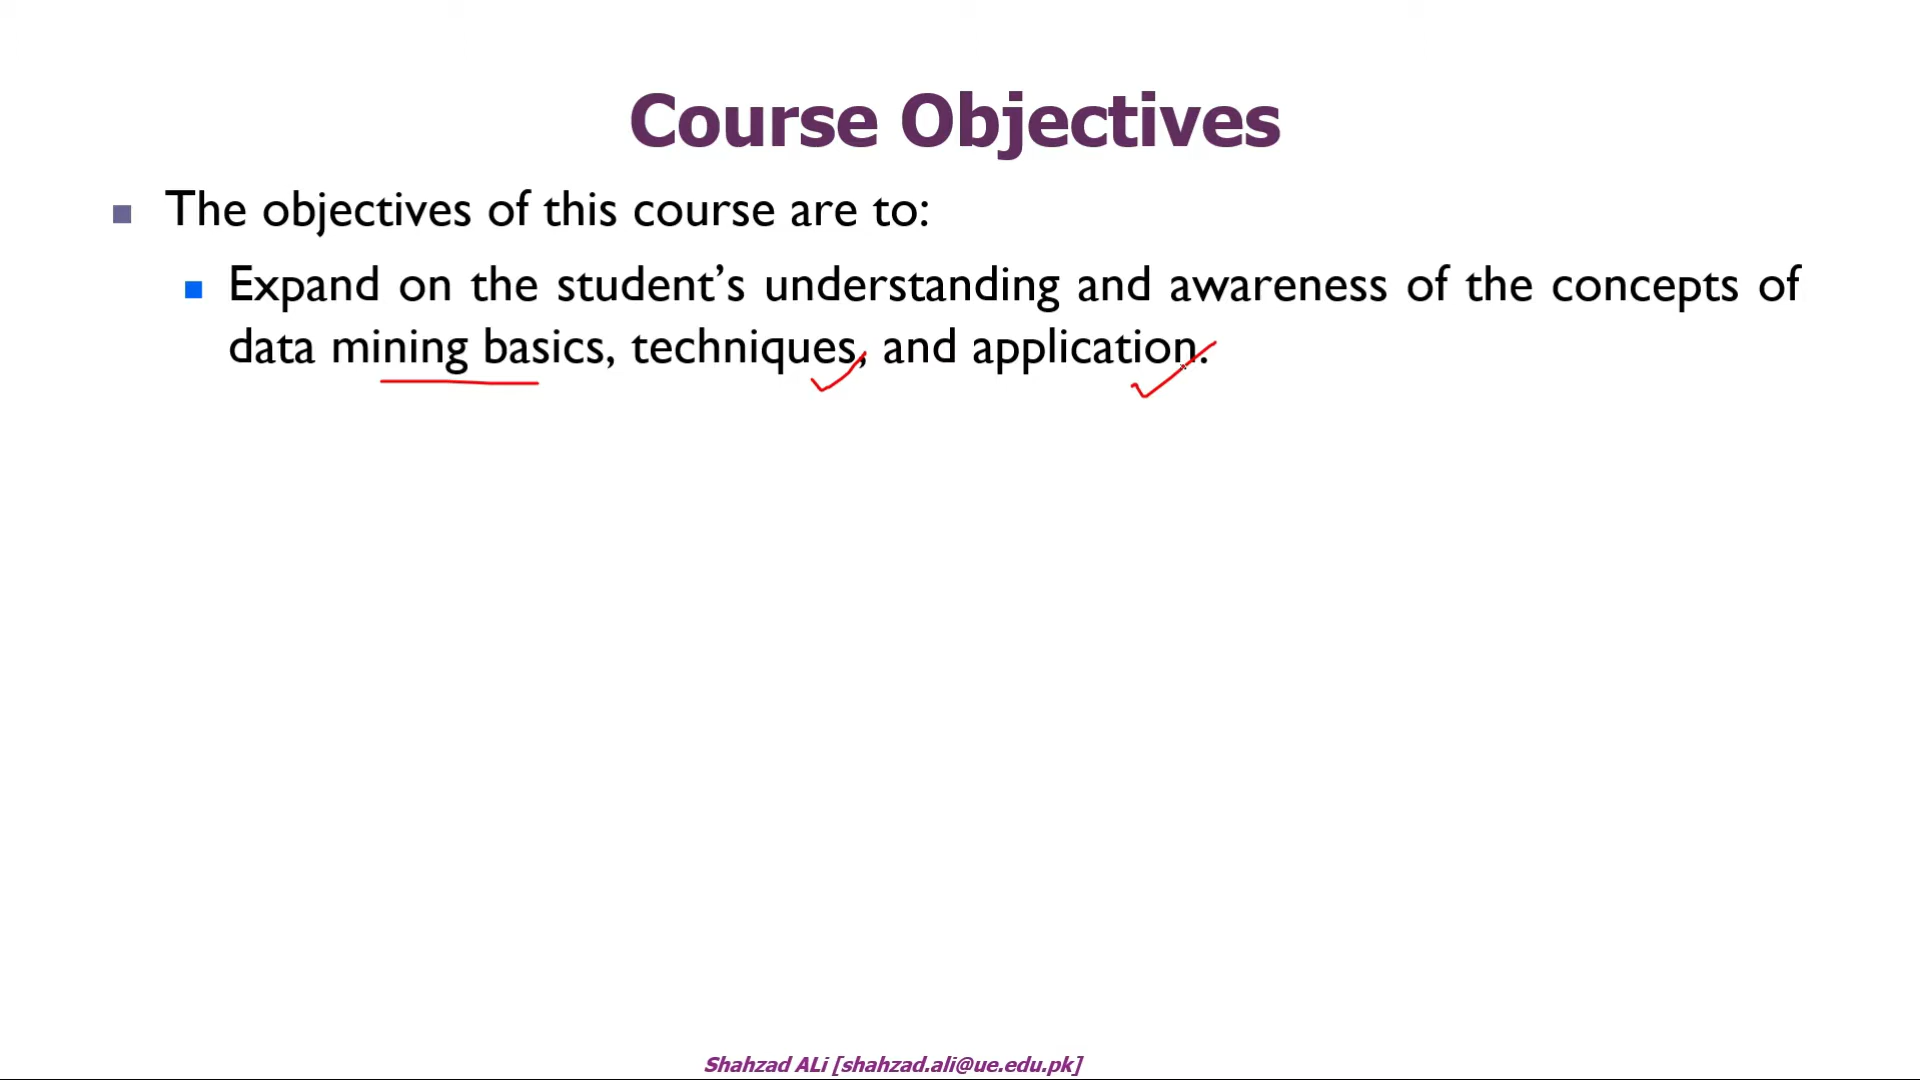 Course Objectives
The objectives of this course are to:
Expand on the student’s understanding and awareness of the concepts of
data mining basics, techniques, and application.
Shahzad ALi [shahzad.ali@ue.edu.pk]